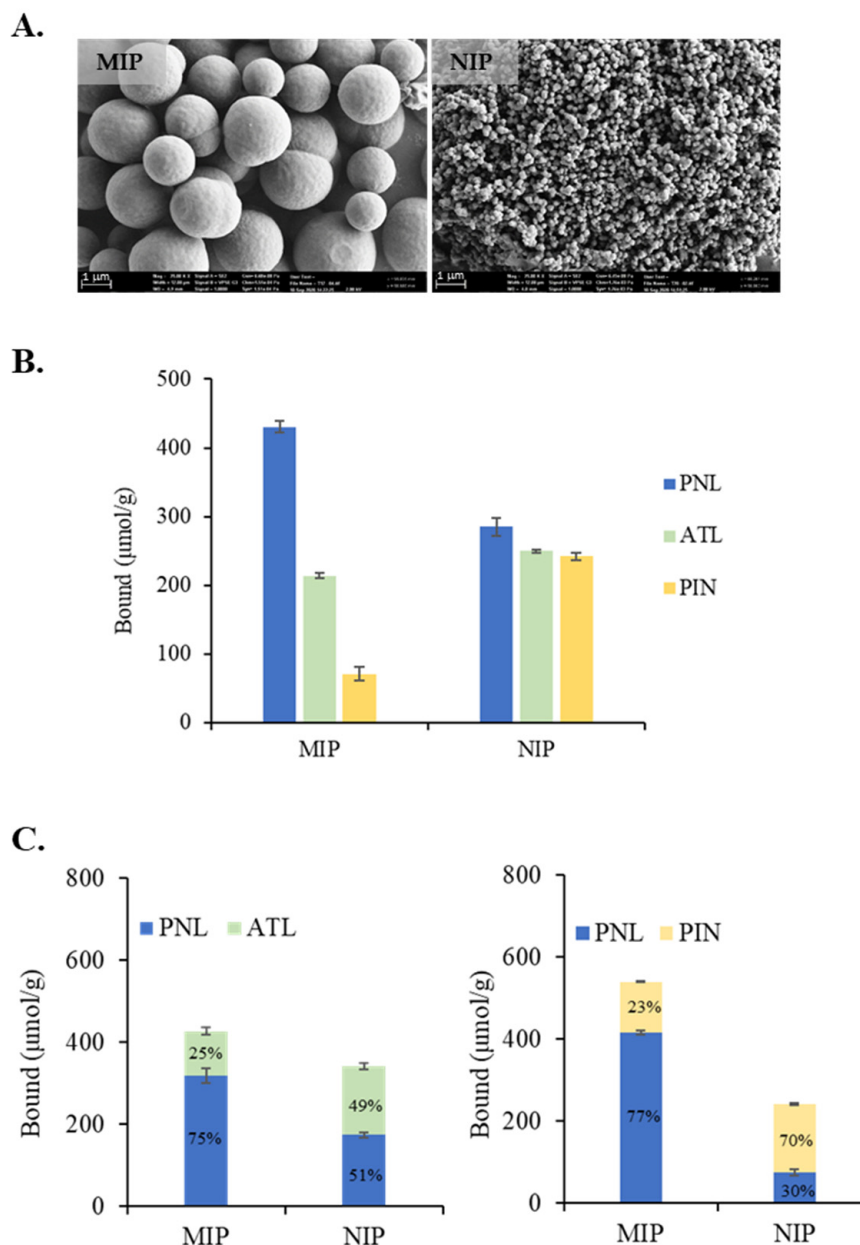 A.
MIP
NIP
1 µm
1 µm
B.
500
400
300
200
100
0
Bound (µmol/g)
MIP
NIP
PNL
ATL
PIN
C.
800
600
400
200
0
Bound (µmol/g)
PNL ATL
25%
75%
49%
51%
MIP
NIP
800
600
400
200
0
Bound (µmol/g)
PNL PIN
23%
77%
70%
30%
MIP
NIP